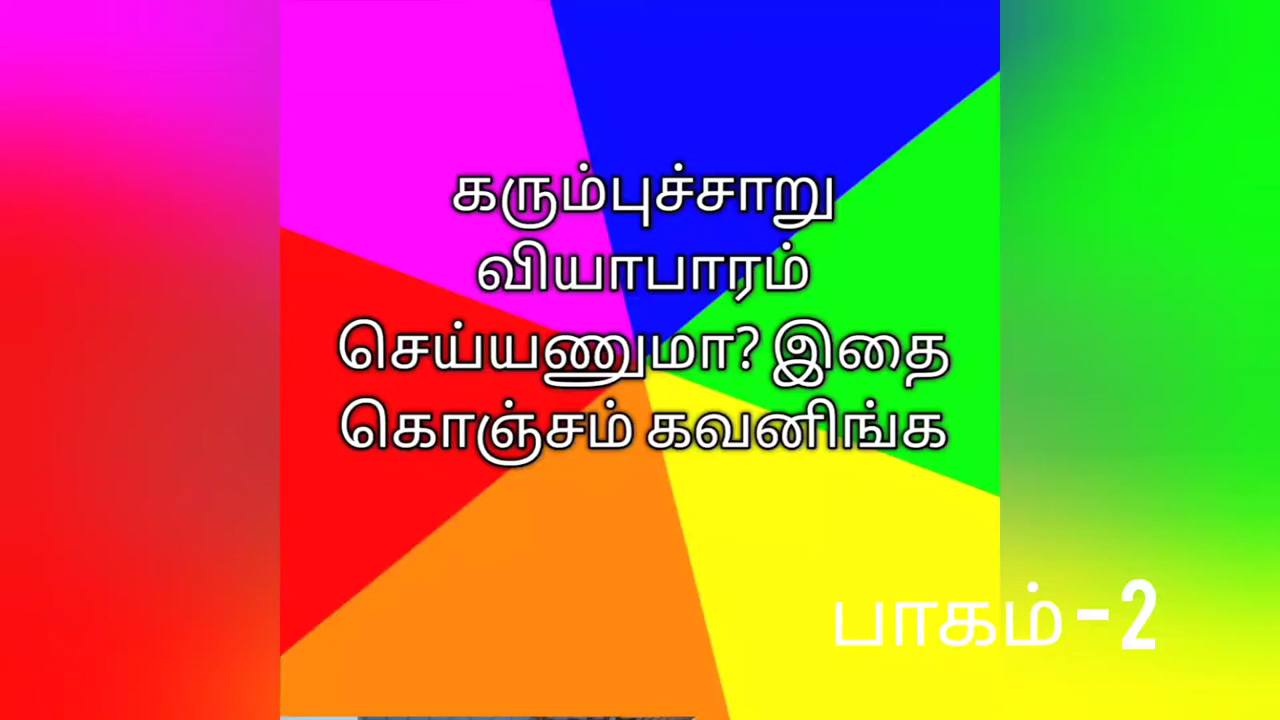 கரும்புச்சாறு
வியாபாரம்
செய்யணுமா? இதை
கொஞ்சம் கவனிங்க
பாகம் - 2